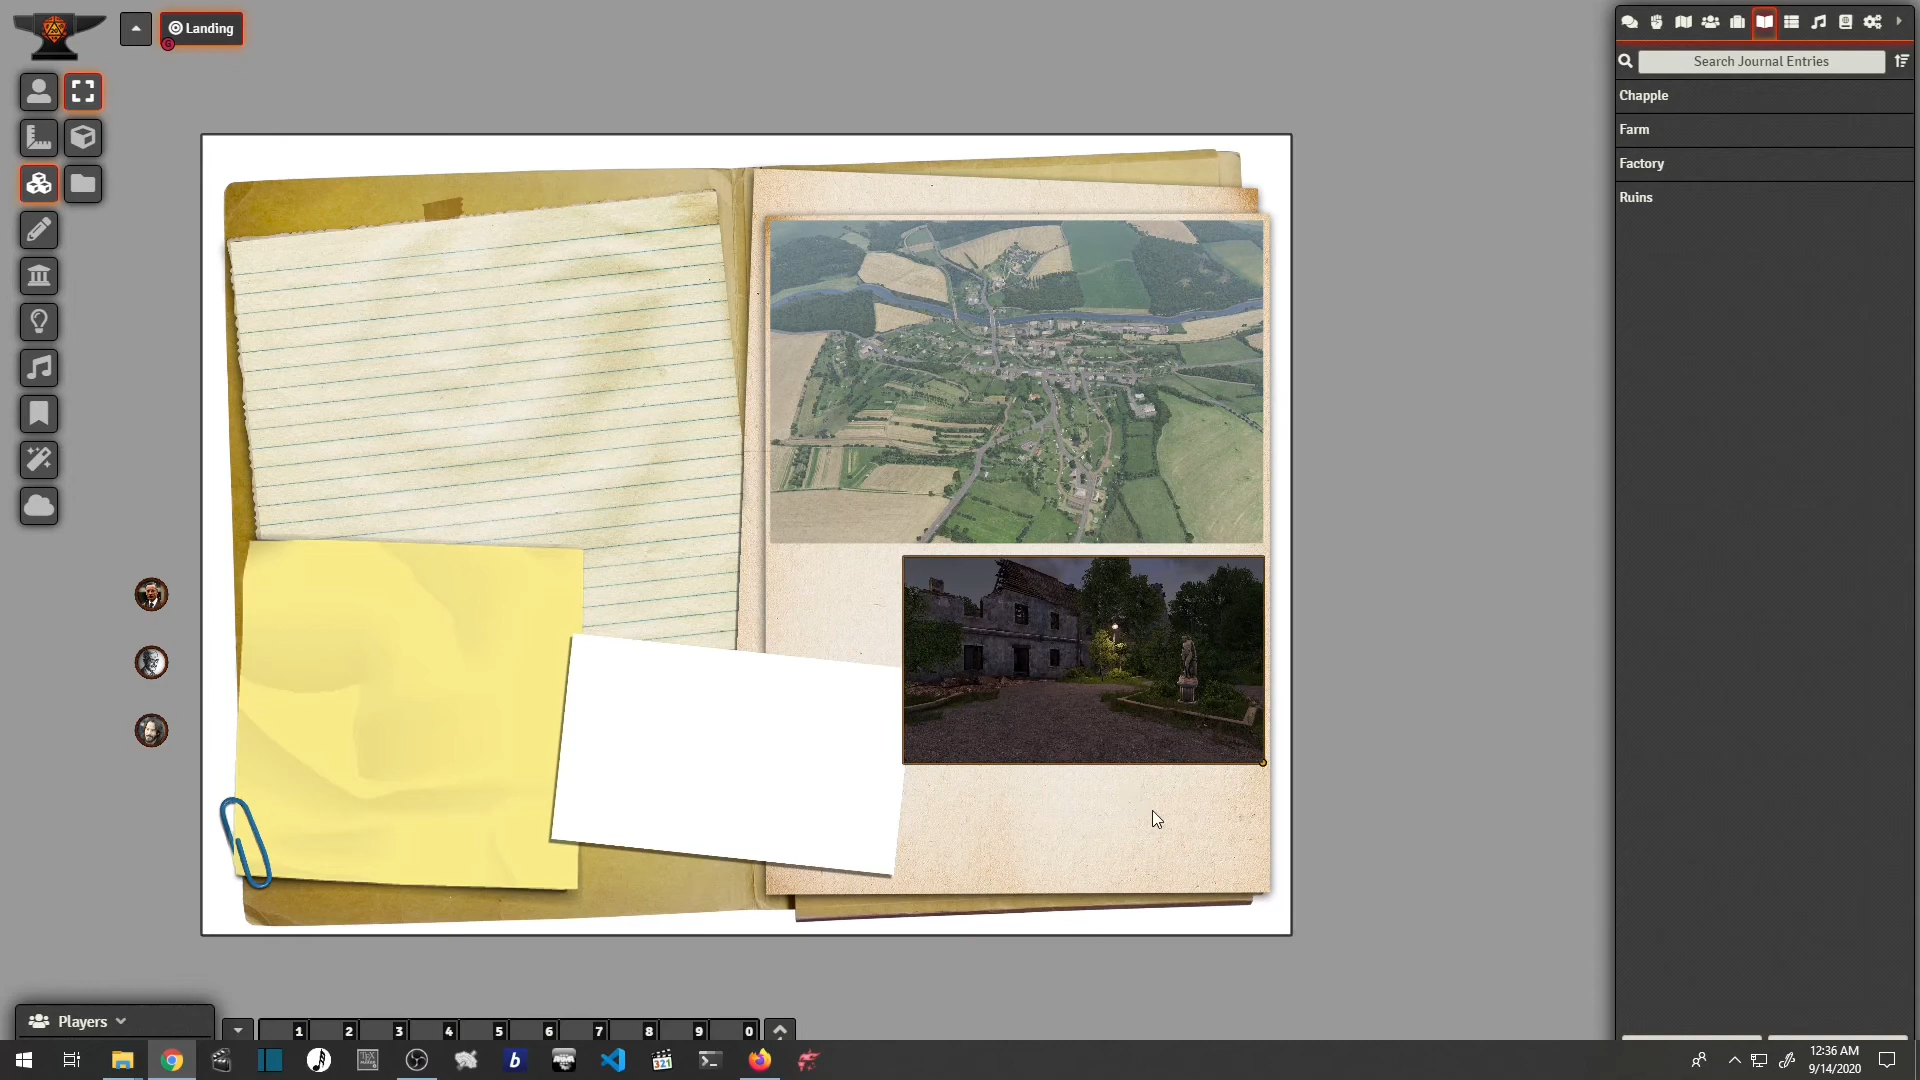 Landing
G
Search Journal Entries
Chapple
Farm
Factory
Ruins
Players
1 2 3 4 5 6 7 8 9 0
b
321
12:36 AM
9/14/2020